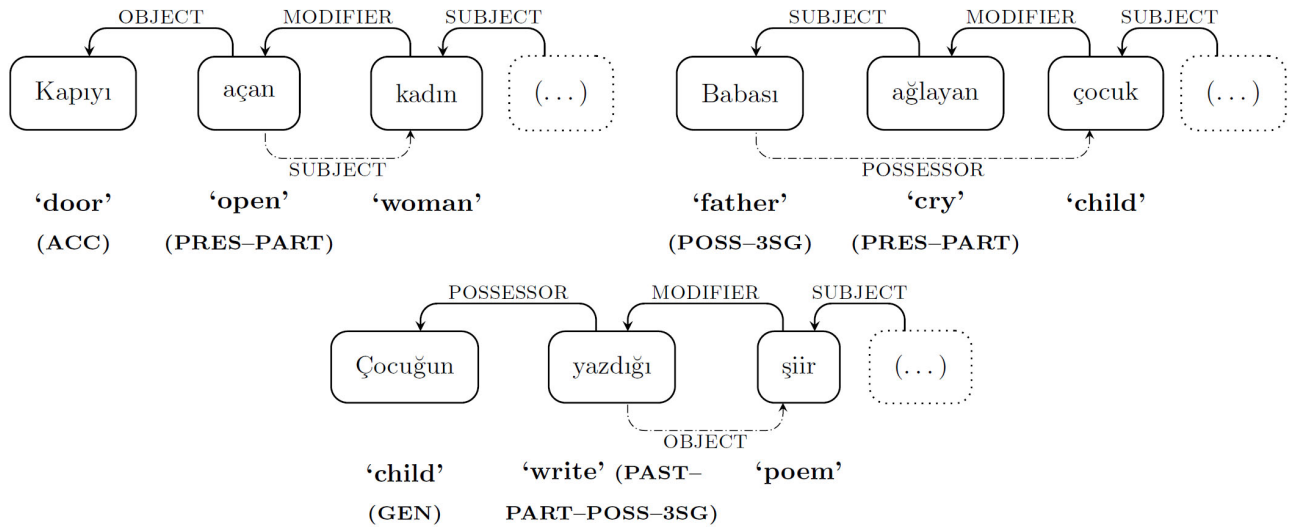 OBJECT MODIFIER SUBJECT
Kapıyı açan kadın (...)
SUBJECT
‘door’ ‘open’ ‘woman’
(ACC) (PRES–PART)
SUBJECT MODIFIER SUBJECT
Babası ağlayan çocuk (...)
POSSESSOR
‘father’ ‘cry’ ‘child’
(POSS–3SG) (PRES–PART)
POSSESSOR MODIFIER SUBJECT
Çocuğun yazdığı şiir (...)
OBJECT
‘child’ ‘write’ (PAST– ‘poem’
(GEN) PART–POSS–3SG)